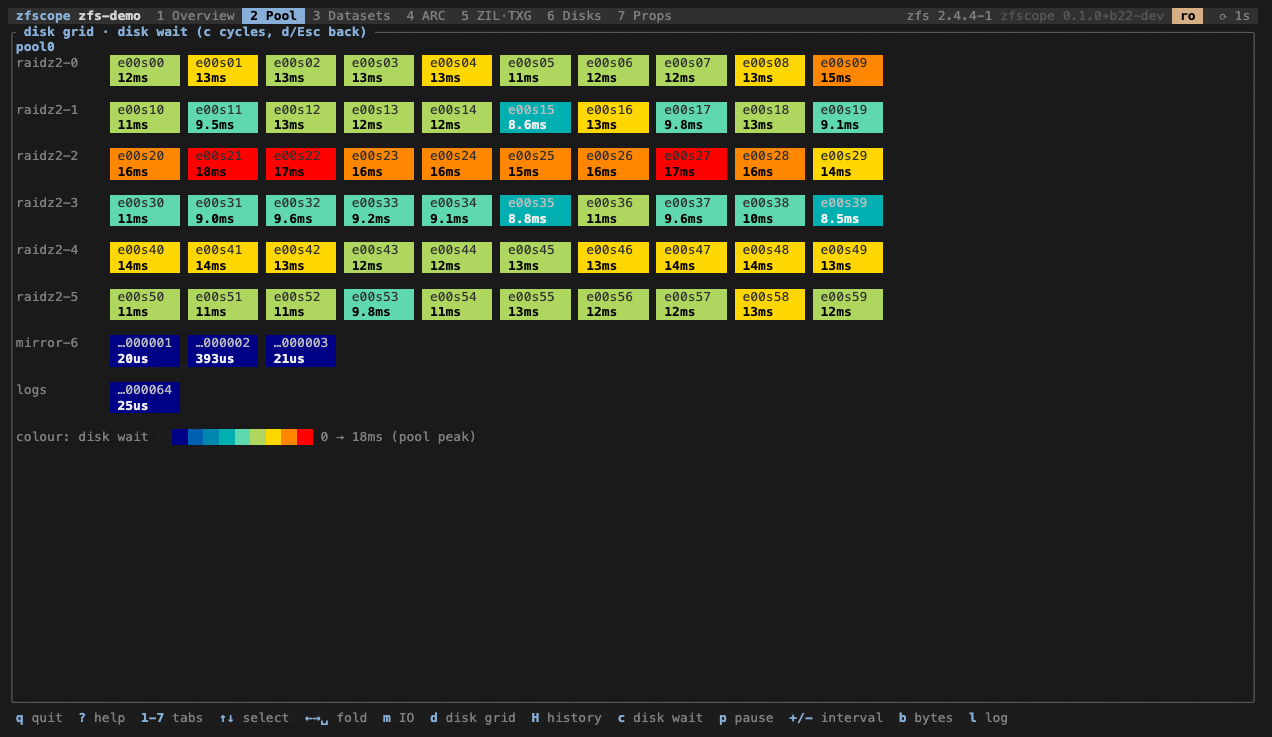 zfscope zfs-demo 1 Overview 2 Pool 3 Datasets 4 ARC 5 ZIL·TXG 6 Disks 7 Props zfs 2.4.4-1 zfscope 0.1.0+b22-dev ro ⟳ 1s
disk grid · disk wait (c cycles, d/Esc back)
pool0
raidz2-0 e00s00 e00s01 e00s02 e00s03 e00s04 e00s05 e00s06 e00s07 e00s08 e00s09
12ms 13ms 13ms 13ms 13ms 11ms 12ms 12ms 13ms 15ms
raidz2-1 e00s10 e00s11 e00s12 e00s13 e00s14 e00s15 e00s16 e00s17 e00s18 e00s19
11ms 9.5ms 13ms 12ms 12ms 8.6ms 13ms 9.8ms 13ms 9.1ms
raidz2-2 e00s20 e00s21 e00s22 e00s23 e00s24 e00s25 e00s26 e00s27 e00s28 e00s29
16ms 18ms 17ms 16ms 16ms 15ms 16ms 17ms 16ms 14ms
raidz2-3 e00s30 e00s31 e00s32 e00s33 e00s34 e00s35 e00s36 e00s37 e00s38 e00s39
11ms 9.0ms 9.6ms 9.2ms 9.1ms 8.8ms 11ms 9.6ms 10ms 8.5ms
raidz2-4 e00s40 e00s41 e00s42 e00s43 e00s44 e00s45 e00s46 e00s47 e00s48 e00s49
14ms 14ms 13ms 12ms 12ms 13ms 13ms 14ms 14ms 13ms
raidz2-5 e00s50 e00s51 e00s52 e00s53 e00s54 e00s55 e00s56 e00s57 e00s58 e00s59
11ms 11ms 11ms 9.8ms 11ms 13ms 12ms 12ms 13ms 12ms
mirror-6 …000001 …000002 …000003
20us 393us 21us
logs …000064
25us
colour: disk wait 0 → 18ms (pool peak)
q quit ? help 1-7 tabs ↑↓ select ←→␣ fold m IO d disk grid H history c disk wait p pause +/- interval b bytes l log